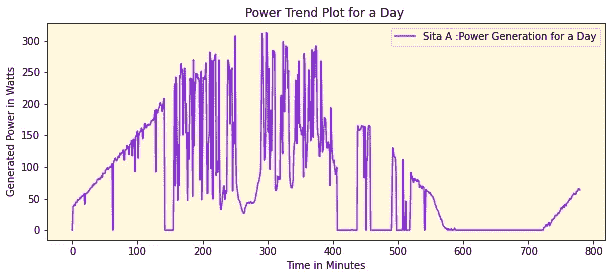 Power Trend Plot for a Day
Sita A :Power Generation for a Day
Generated Power in Watts
300
250
200
150
100
50
0
0 100 200 300 400 500 600 700 800
Time in Minutes